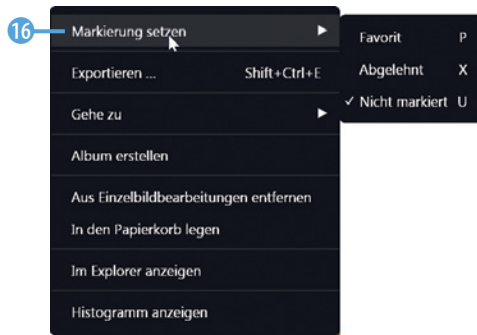 16
Markierung setzen
Exportieren ... Shift+Ctrl+E
Gehe zu
Album erstellen
Aus Einzelbildbearbeitungen entfernen
In den Papierkorb legen
Im Explorer anzeigen
Histogramm anzeigen
Favorit P
Abgelehnt X
✓ Nicht markiert U